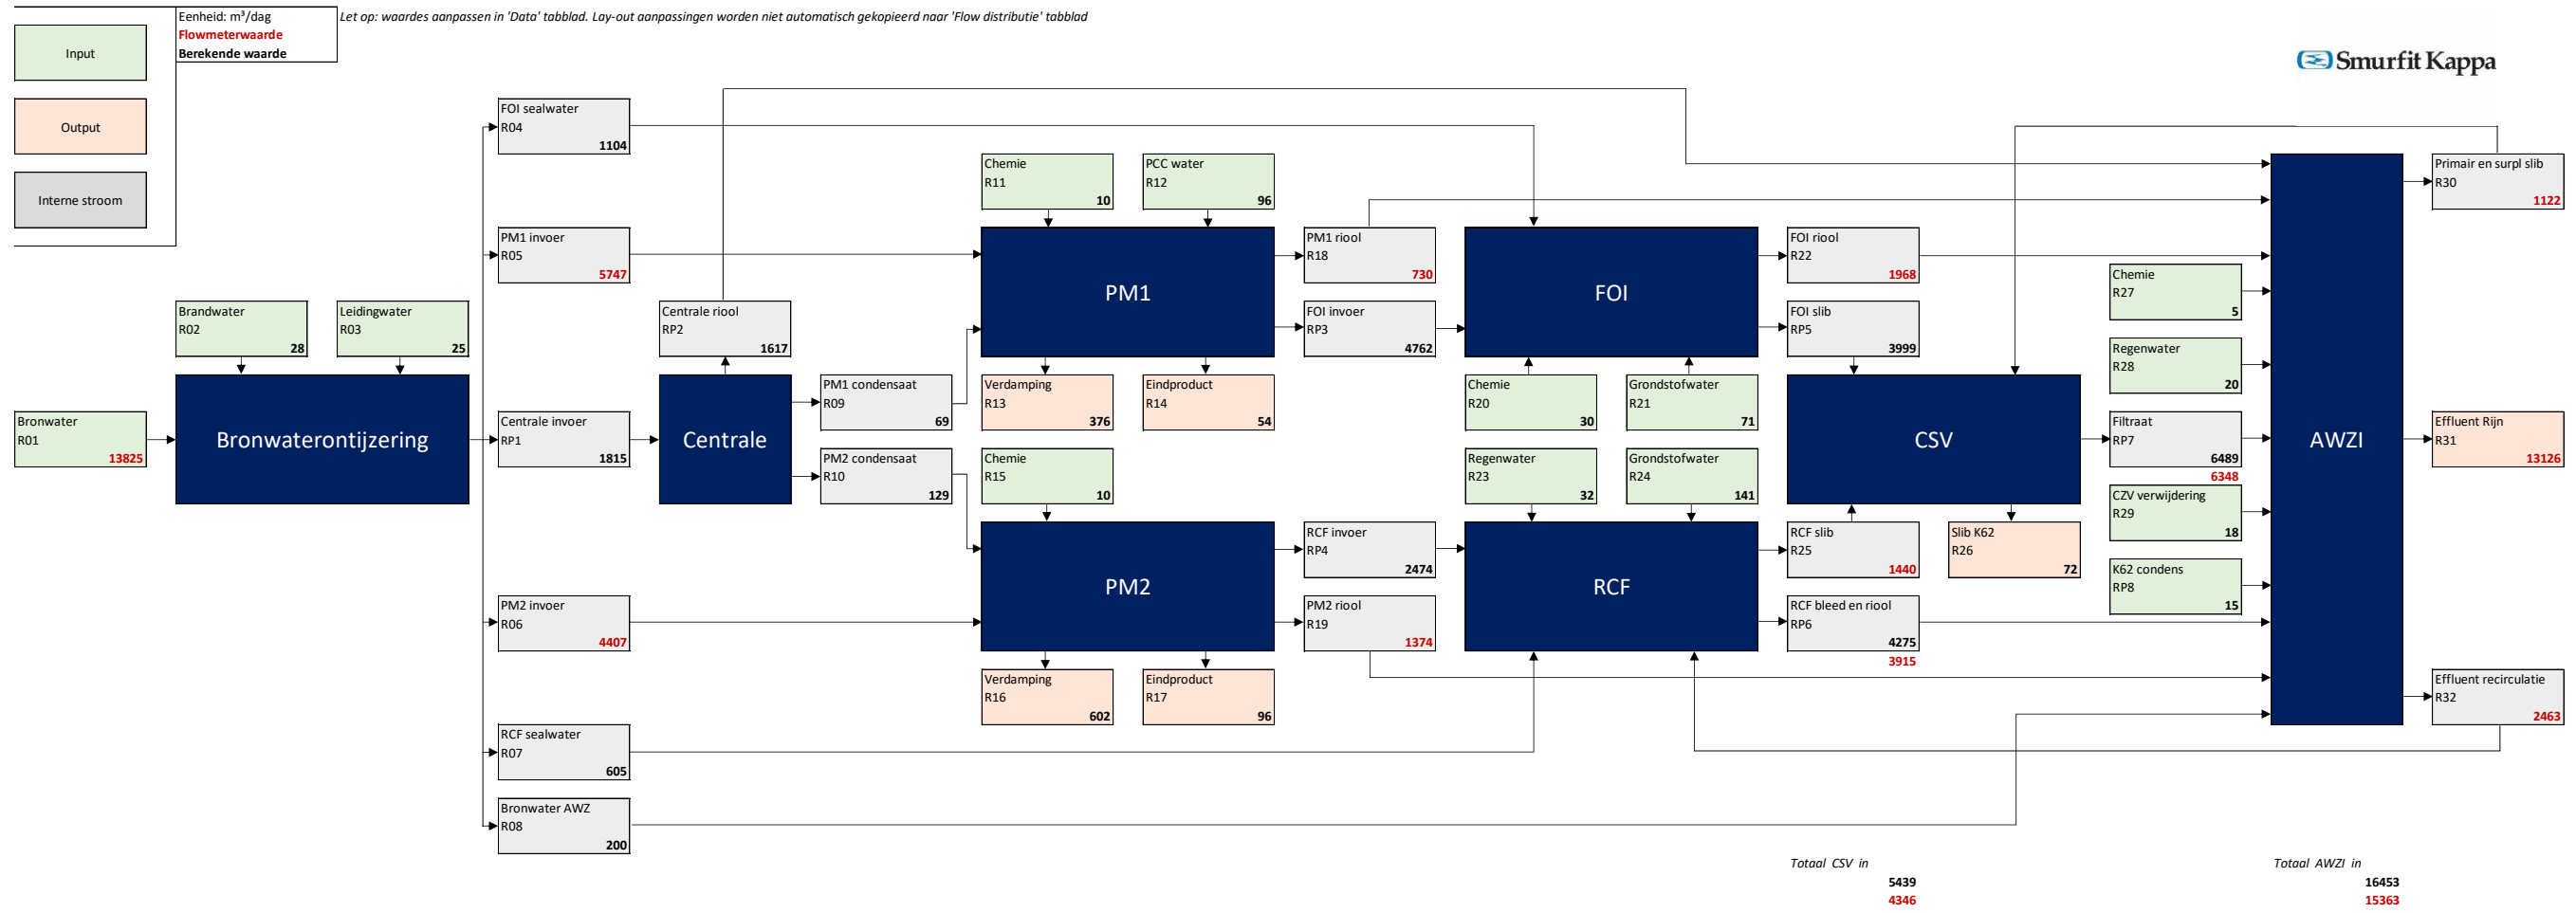 Eenheid: m³/dag
Flowmeterwaarde
Berekende waarde
Let op: waardes aanpassen in 'Data' tabblad. Lay-out aanpassingen worden niet automatisch gekopieerd naar 'Flow distributie' tabblad
Input
Output
Interne stroom
Smurfit Kappa
Bronwater
R01
13825
Brandwater
R02
28
Leidingwater
R03
25
Bronwaterontijzering
FOI sealwater
R04
1104
PM1 invoer
R05
5747
Centrale invoer
RP1
1815
PM2 invoer
R06
4407
RCF sealwater
R07
605
Bronwater AWZ
R08
200
Centrale riool
RP2
1617
Centrale
PM1 condensaat
R09
69
PM2 condensaat
R10
129
Chemie
R11
10
PCC water
R12
96
PM1
Verdamping
R13
376
Eindproduct
R14
54
Chemie
R15
10
PM2
Verdamping
R16
602
Eindproduct
R17
96
PM1 riool
R18
730
FOI invoer
RP3
4762
RCF invoer
RP4
2474
PM2 riool
R19
1374
FOI
Chemie
R20
30
Grondstofwater
R21
71
Regenwater
R23
32
Grondstofwater
R24
141
RCF
FOI riool
R22
1968
FOI slib
RP5
3999
CSV
RCF slib
R25
1440
Slib K62
R26
72
RCF bleed en riool
RP6
4275
3915
Chemie
R27
5
Regenwater
R28
20
Filtraat
RP7
6489
6348
CZV verwijdering
R29
18
K62 condens
RP8
15
AWZI
Primair en surpl slib
R30
1122
Effluent Rijn
R31
13126
Effluent recirculatie
R32
2463
Totaal CSV in
5439
4346
Totaal AWZI in
16453
15363